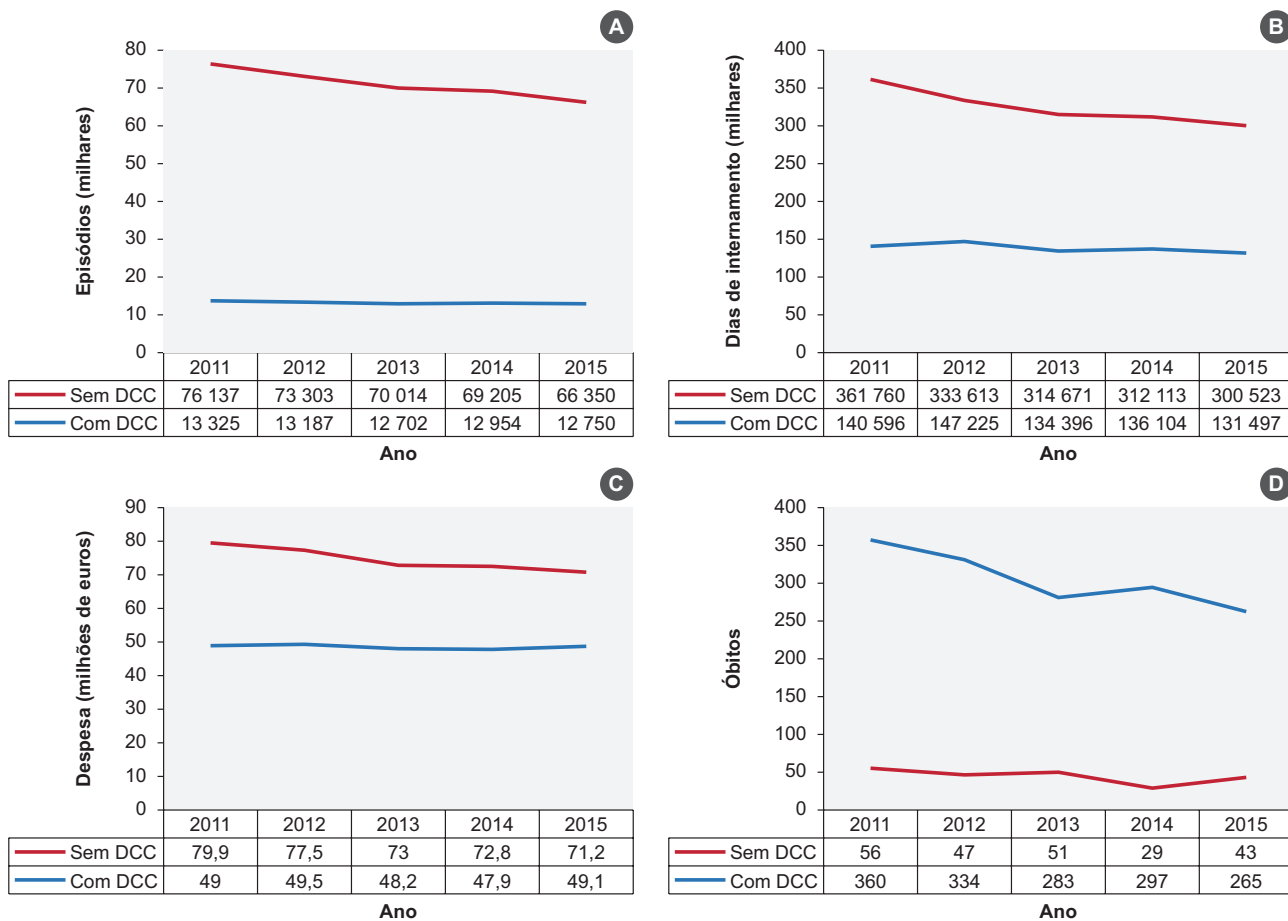 A
Episódios (milhares)
80
70
60
50
40
30
20
10
0
2011 2012 2013 2014 2015
Sem DCC 76 137 73 303 70 014 69 205 66 350
Com DCC 13 325 13 187 12 702 12 954 12 750
Ano
B
Dias de internamento (milhares)
400
350
300
250
200
150
100
50
0
2011 2012 2013 2014 2015
Sem DCC 361 760 333 613 314 671 312 113 300 523
Com DCC 140 596 147 225 134 396 136 104 131 497
Ano
C
Despesa (milhões de euros)
90
80
70
60
50
40
30
20
10
0
2011 2012 2013 2014 2015
Sem DCC 79,9 77,5 73 72,8 71,2
Com DCC 49 49,5 48,2 47,9 49,1
Ano
D
Óbitos
400
350
300
250
200
150
100
50
0
2011 2012 2013 2014 2015
Sem DCC 56 47 51 29 43
Com DCC 360 334 283 297 265
Ano